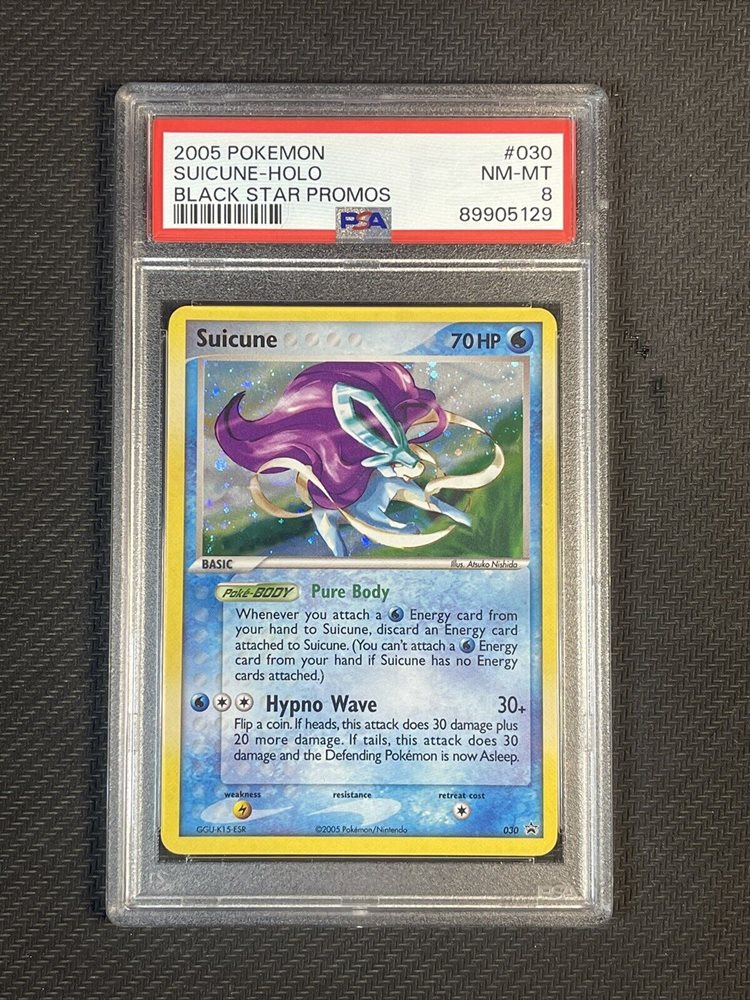 2005 POKEMON #030
SUICUNE-HOLO NM-MT
BLACK STAR PROMOS 8
PSA 89905129
Suicune 70 HP
BASIC Illus. Atsuko Nishida
Poké-BODY Pure Body
Whenever you attach a Energy card from
your hand to Suicune, discard an Energy card
attached to Suicune. (You can't attach a Energy
card from your hand if Suicune has no Energy
cards attached.)
Hypno Wave 30+
Flip a coin. If heads, this attack does 30 damage plus
20 more damage. If tails, this attack does 30
damage and the Defending Pokémon is now Asleep.
weakness resistance retreat cost
GGU-K15-ESR ©2005 Pokémon/Nintendo 030
PSA